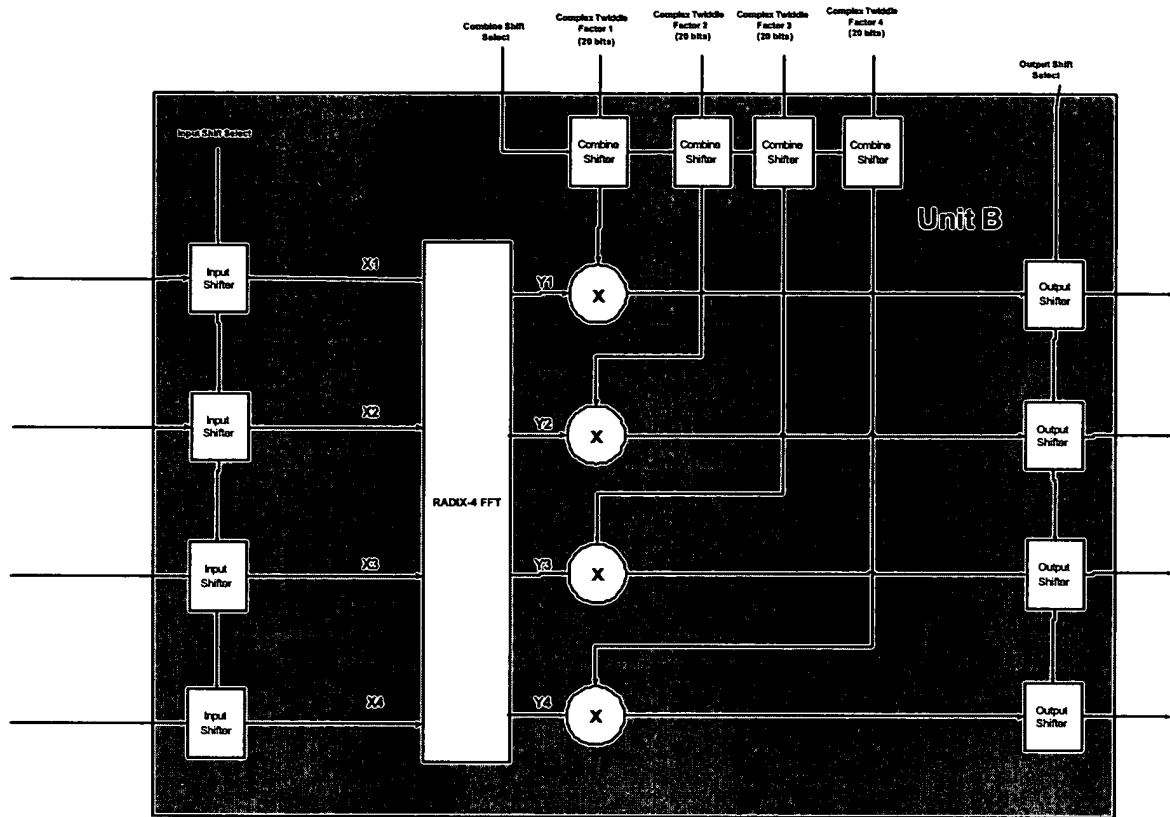 Combine Shift
Select
Complex Twiddle
Factor 1
(20 bits)
Complex Twiddle
Factor 2
(20 bits)
Complex Twiddle
Factor 3
(20 bits)
Complex Twiddle
Factor 4
(20 bits)
Output Shift
Select
Input Shift Select
Combine
Shifter
Combine
Shifter
Combine
Shifter
Combine
Shifter
Unit B
Input
Shifter
X1
Y1
X
Output
Shifter
Input
Shifter
X2
Y2
X
Output
Shifter
RADIX-4 FFT
Input
Shifter
X3
Y3
X
Output
Shifter
Input
Shifter
X4
Y4
X
Output
Shifter